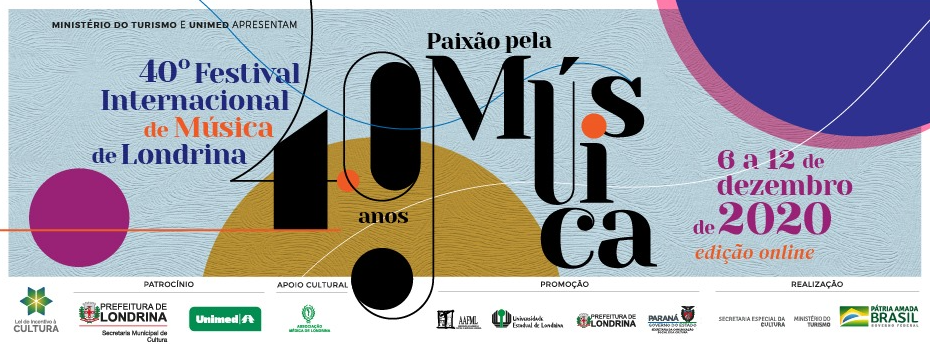 MINISTÉRIO DO TURISMO E UNIMED APRESENTAM
40º Festival
Internacional
de Música
de Londrina
40
anos
Paixão pela
Música
6 a 12 de
dezembro
de 2020
edição online
PATROCÍNIO
APOIO CULTURAL
PROMOÇÃO
REALIZAÇÃO
Lei de Incentivo à
CULTURA
PREFEITURA DE
LONDRINA
Secretaria Municipal de
Cultura
Unimed
ASSOCIAÇÃO
MÉDICA DE LONDRINA
AAFML
Universidade
Estadual de Londrina
PREFEITURA DE
LONDRINA
PARANÁ
GOVERNO DO ESTADO
SECRETARIA ESPECIAL DA
CULTURA
MINISTÉRIO DO
TURISMO
PÁTRIA AMADA
BRASIL
GOVERNO FEDERAL